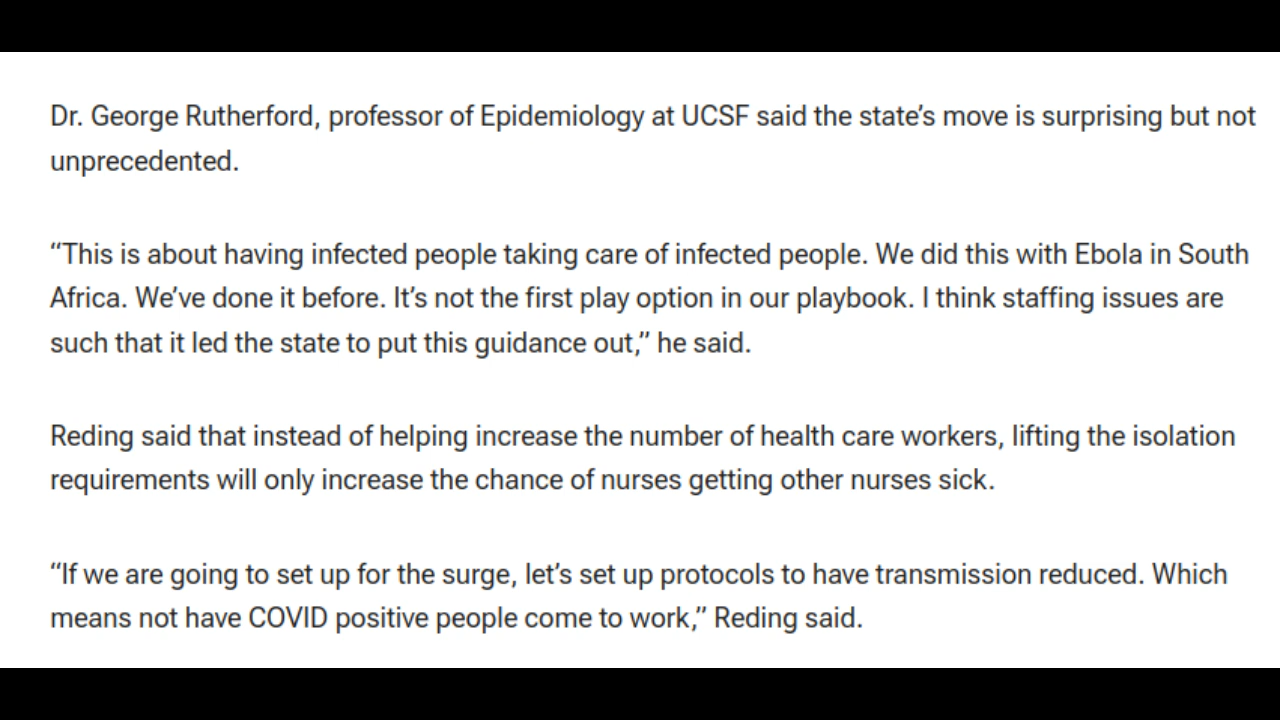 Dr. George Rutherford, professor of Epidemiology at UCSF said the state’s move is surprising but not
unprecedented.
“This is about having infected people taking care of infected people. We did this with Ebola in South
Africa. We’ve done it before. It’s not the first play option in our playbook. I think staffing issues are
such that it led the state to put this guidance out,” he said.
Reding said that instead of helping increase the number of health care workers, lifting the isolation
requirements will only increase the chance of nurses getting other nurses sick.
“If we are going to set up for the surge, let’s set up protocols to have transmission reduced. Which
means not have COVID positive people come to work,” Reding said.